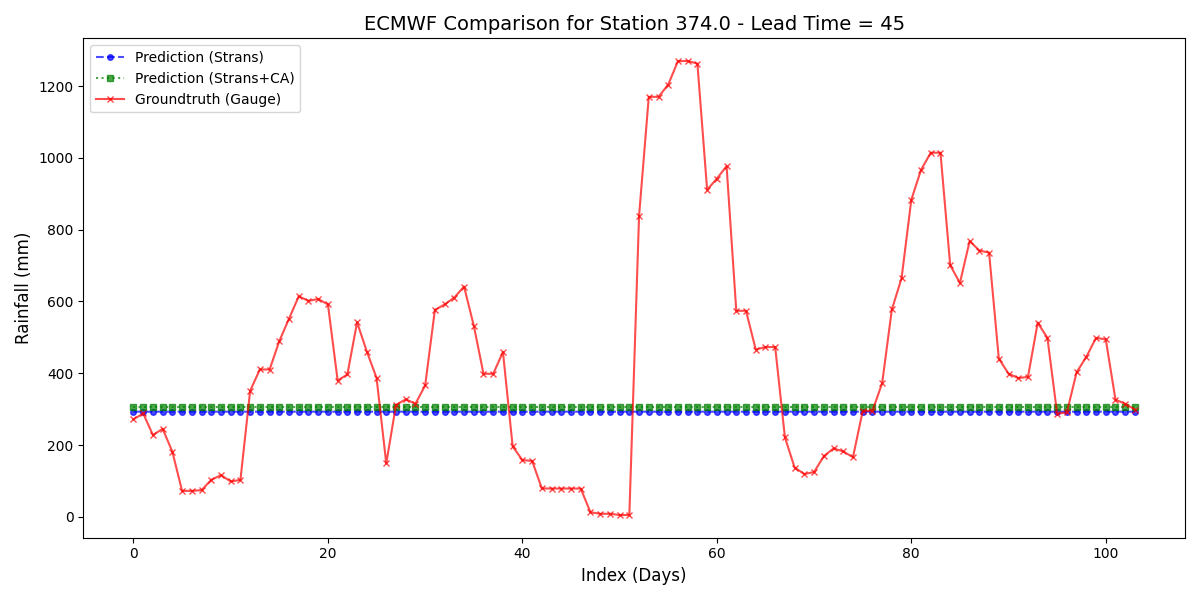 ECMWF Comparison for Station 374.0 - Lead Time = 45
Prediction (Strans)
Prediction (Strans+CA)
Groundtruth (Gauge)
Rainfall (mm)
1200
1000
800
600
400
200
0
0 20 40 60 80 100
Index (Days)